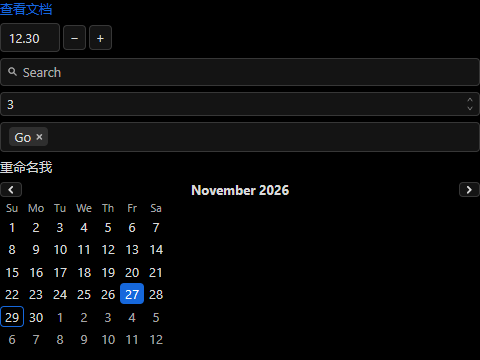 查看文档
12.30 − +
Search
3
Go ×
重命名我
November 2026
Su Mo Tu We Th Fr Sa
1 2 3 4 5 6 7
8 9 10 11 12 13 14
15 16 17 18 19 20 21
22 23 24 25 26 27 28
29 30 1 2 3 4 5
6 7 8 9 10 11 12